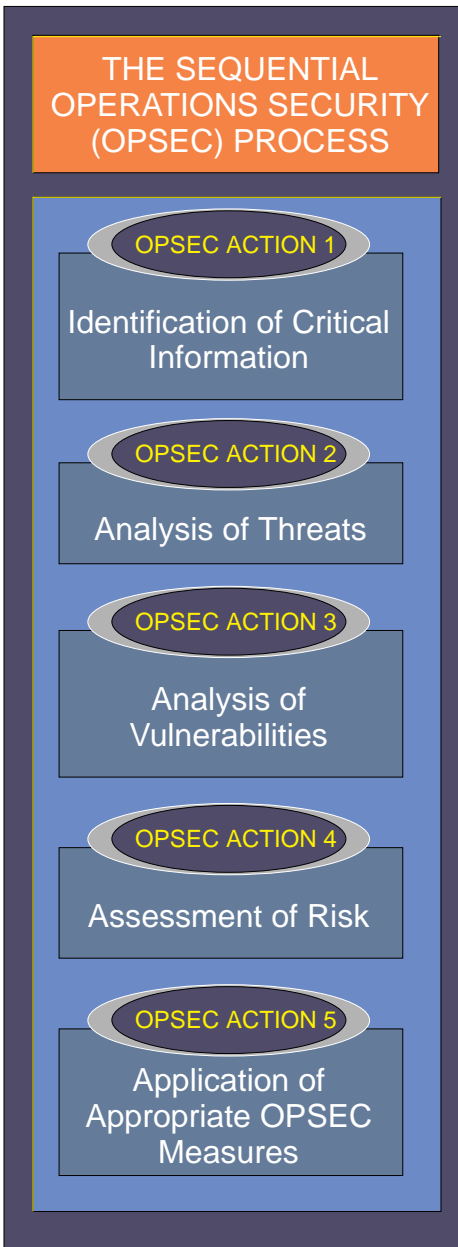 THE SEQUENTIAL
OPERATIONS SECURITY
(OPSEC) PROCESS
OPSEC ACTION 1
Identification of Critical
Information
OPSEC ACTION 2
Analysis of Threats
OPSEC ACTION 3
Analysis of
Vulnerabilities
OPSEC ACTION 4
Assessment of Risk
OPSEC ACTION 5
Application of
Appropriate OPSEC
Measures